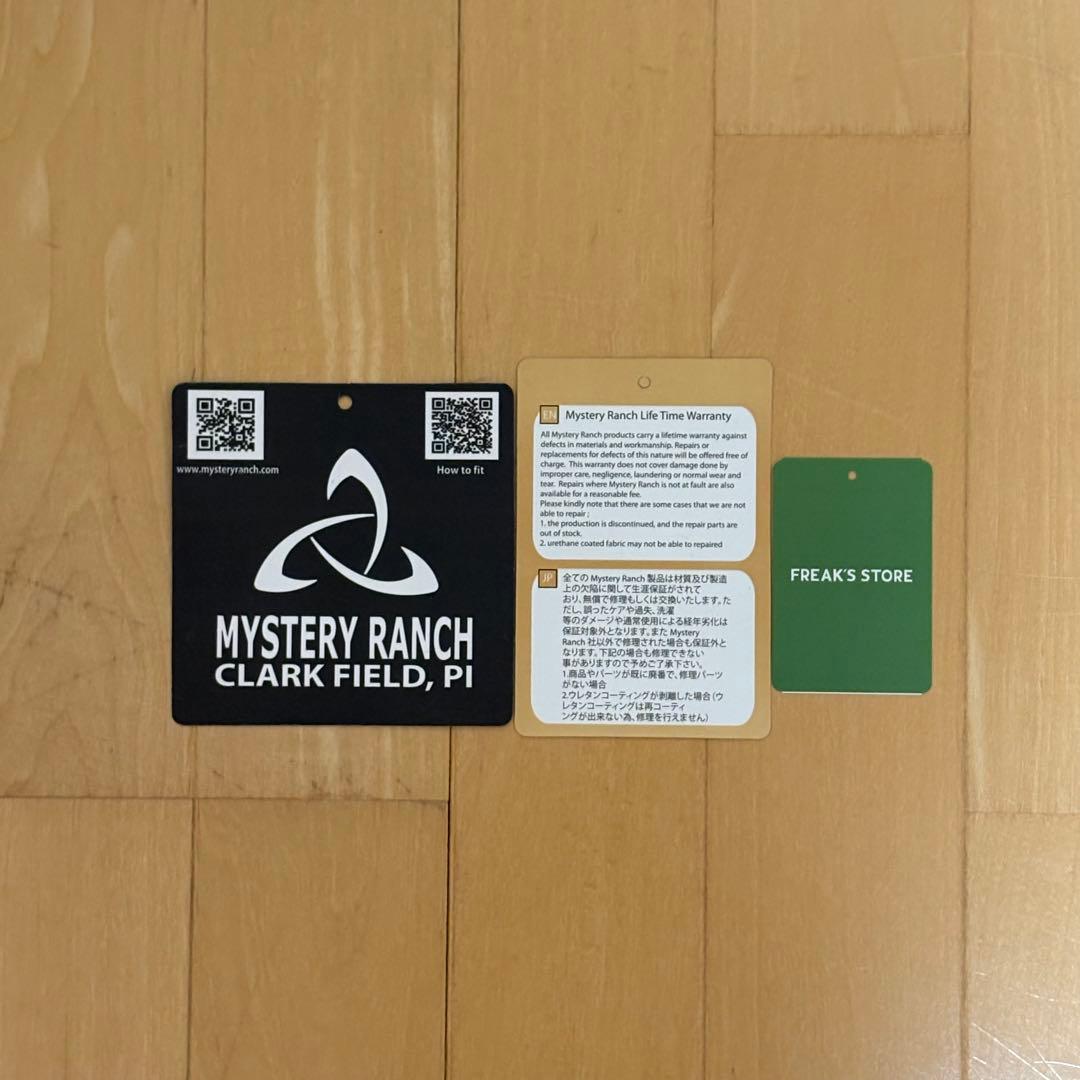 www.mysteryranch.com
How to fit
MYSTERY RANCH
CLARK FIELD, PI
EN Mystery Ranch Life Time Warranty
All Mystery Ranch products carry a lifetime warranty against
defects in materials and workmanship. Repairs or
replacements for defects of this nature will be offered free of
charge. This warranty does not cover damage done by
improper care, negligence, laundering or normal wear and
tear. Repairs where Mystery Ranch is not at fault are also
available for a reasonable fee.
Please kindly note that there are some cases that we are not
able to repair ;
1. the production is discontinued, and the repair parts are
out of stock.
2. urethane coated fabric may not be able to repaired
JP 全ての Mystery Ranch 製品は材質及び製造
上の欠陥に関して生涯保証がされて
おり、無償で修理もしくは交換いたします。た
だし、誤ったケアや過失、洗濯
等のダメージや通常使用による経年劣化は
保証対象外となります。また Mystery
Ranch 社以外で修理された場合も保証外と
なります。下記の場合も修理できない
事がありますので予めご了承下さい。
1.商品やパーツが既に廃番で、修理パーツ
がない場合
2.ウレタンコーティングが剥離した場合（ウ
レタンコーティングは再コーティ
ングが出来ない為、修理を行えません）
FREAK'S STORE